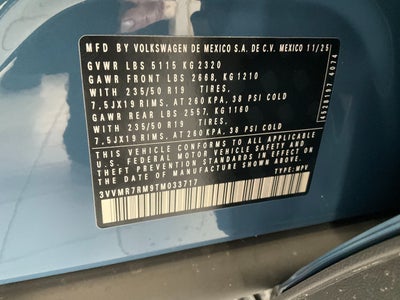 MFD BY VOLKSWAGEN DE MEXICO S.A. DE C.V. MEXICO 11/25
GVWR LBS 5115 KG 2320
GAWR FRONT LBS 2668, KG 1210
WITH 235/50 R19 TIRES,
7,5JX19 RIMS, AT 260 KPA, 38 PSI COLD
GAWR REAR LBS 2557, KG 1160
WITH 235/50 R19 TIRES,
7,5JX19 RIMS, AT 260 KPA, 38 PSI COLD
THIS VEHICLE CONFORMS TO ALL APPLICABLE
U.S. FEDERAL MOTOR VEHICLE SAFETY AND
THEFT PREVENTION STANDARDS IN EFFECT ON
THE DATE OF MANUFACTURE SHOWN ABOVE.
3VVMR7RM9TM033717
TYPE: MPV